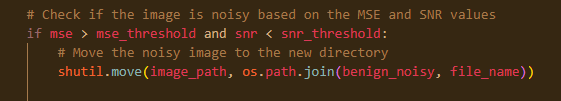 # Check if the image is noisy based on the MSE and SNR values
if mse > mse_threshold and snr < snr_threshold:
# Move the noisy image to the new directory
shutil.move(image_path, os.path.join(benign_noisy, file_name))